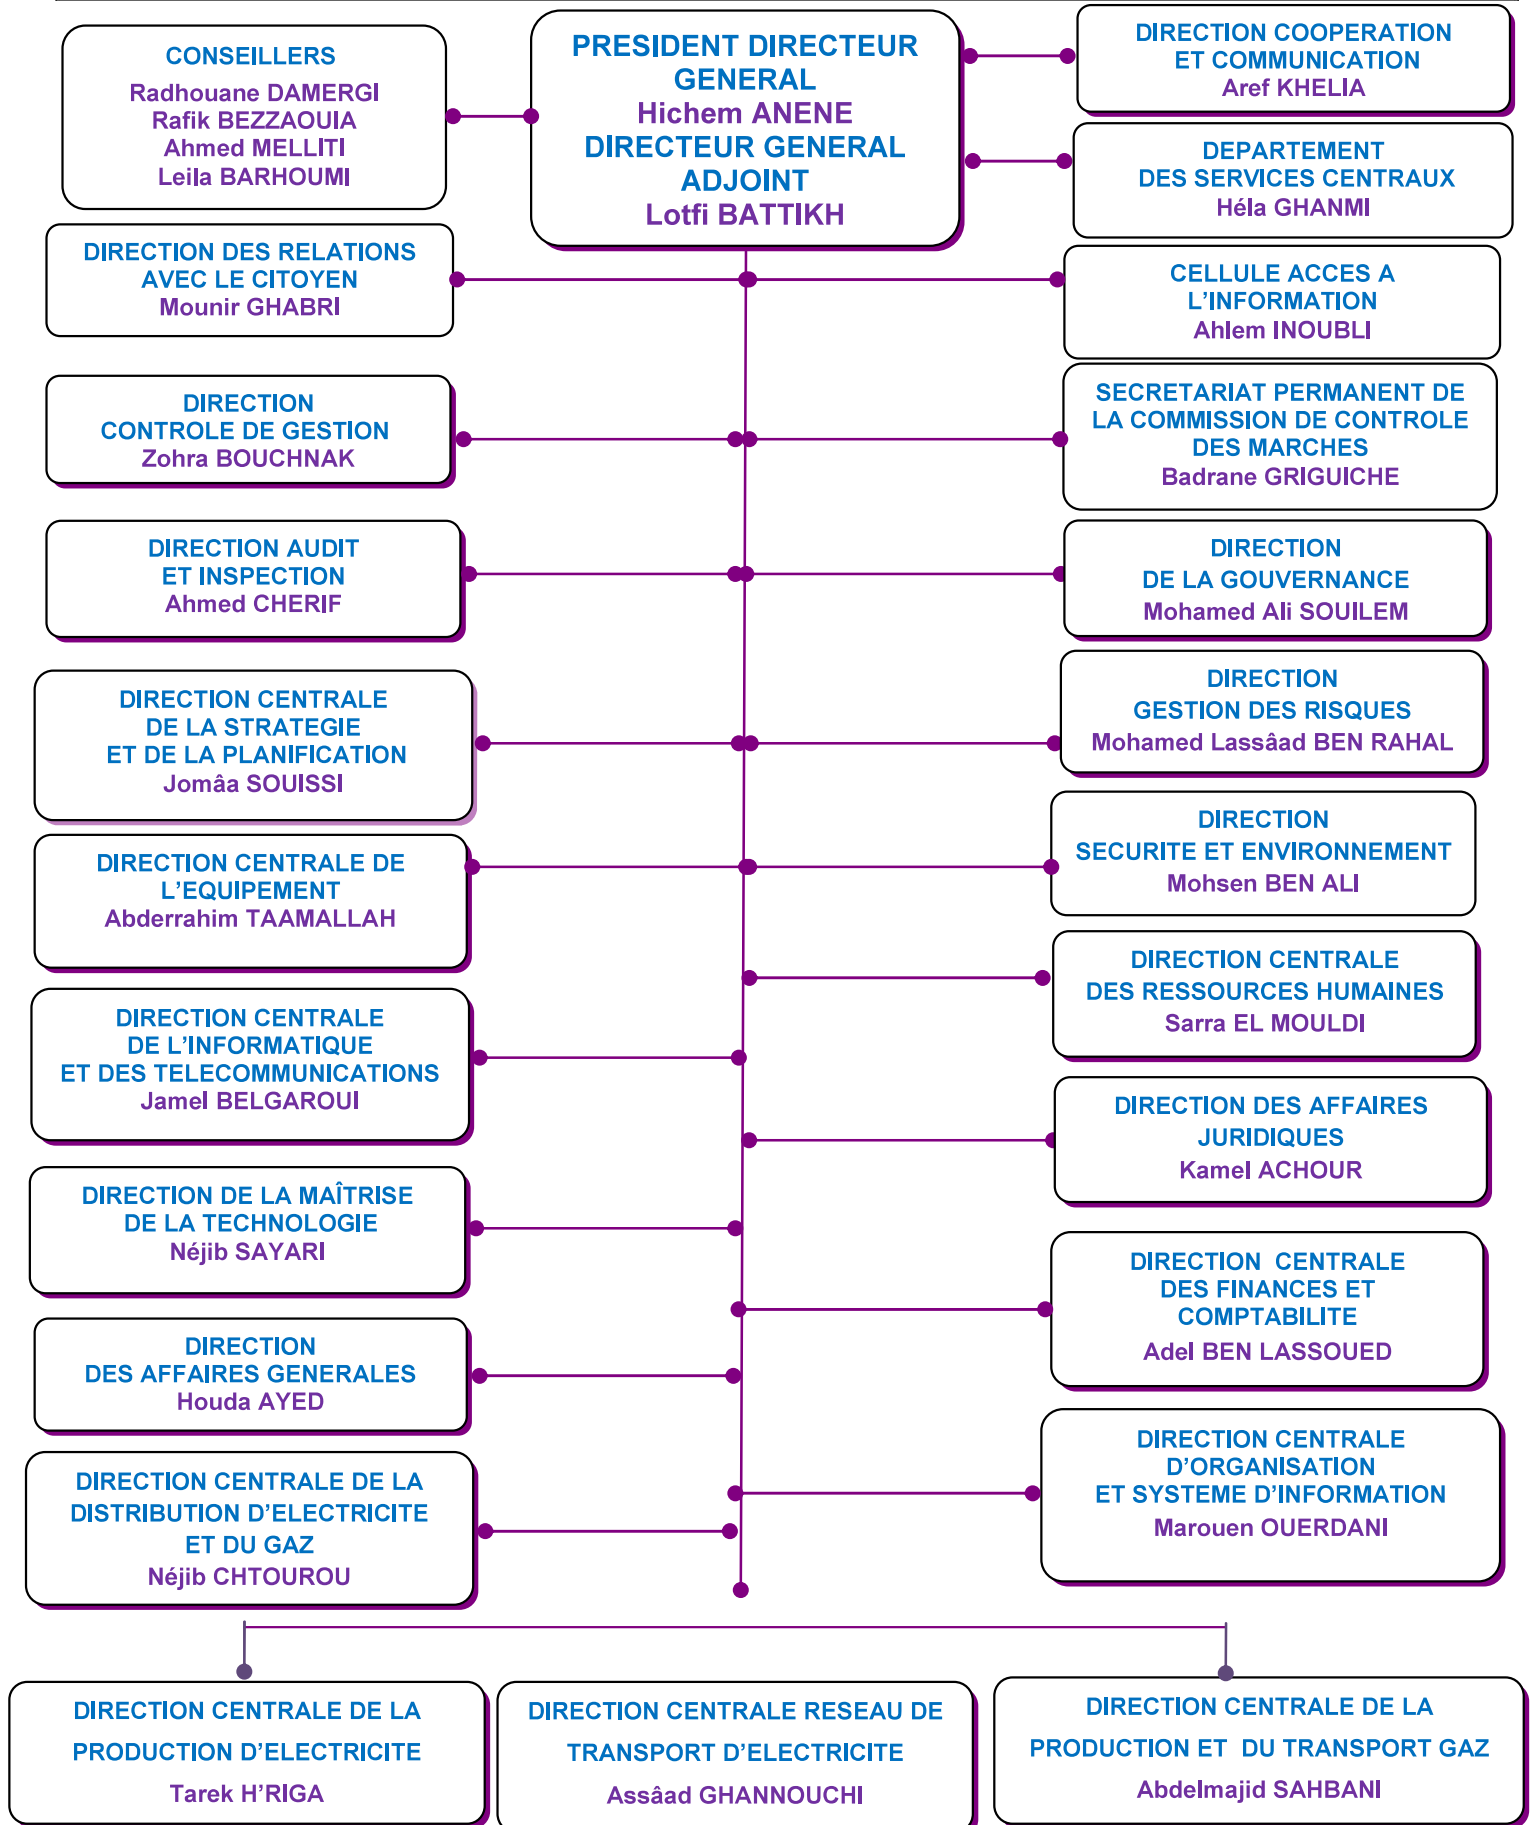 CONSEILLERS
Radhouane DAMERGI
Rafik BEZZAOUIA
Ahmed MELLITI
Leila BARHOUMI
PRESIDENT DIRECTEUR
GENERAL
Hichem ANENE
DIRECTEUR GENERAL
ADJOINT
Lotfi BATTIKH
DIRECTION COOPERATION
ET COMMUNICATION
Aref KHELIA
DEPARTEMENT
DES SERVICES CENTRAUX
Héla GHANMI
DIRECTION DES RELATIONS
AVEC LE CITOYEN
Mounir GHABRI
CELLULE ACCES A
L’INFORMATION
Ahlem INOUBLI
DIRECTION
CONTROLE DE GESTION
Zohra BOUCHNAK
SECRETARIAT PERMANENT DE
LA COMMISSION DE CONTROLE
DES MARCHES
Badrane GRIGUICHE
DIRECTION AUDIT
ET INSPECTION
Ahmed CHERIF
DIRECTION
DE LA GOUVERNANCE
Mohamed Ali SOUILEM
DIRECTION CENTRALE
DE LA STRATEGIE
ET DE LA PLANIFICATION
Jomâa SOUISSI
DIRECTION
GESTION DES RISQUES
Mohamed Lassâad BEN RAHAL
DIRECTION CENTRALE DE
L’EQUIPEMENT
Abderrahim TAAMALLAH
DIRECTION
SECURITE ET ENVIRONNEMENT
Mohsen BEN ALI
DIRECTION CENTRALE
DES RESSOURCES HUMAINES
Sarra EL MOULDI
DIRECTION CENTRALE
DE L’INFORMATIQUE
ET DES TELECOMMUNICATIONS
Jamel BELGAROUI
DIRECTION DES AFFAIRES
JURIDIQUES
Kamel ACHOUR
DIRECTION DE LA MAÎTRISE
DE LA TECHNOLOGIE
Néjib SAYARI
DIRECTION  CENTRALE
DES FINANCES ET
COMPTABILITE
Adel BEN LASSOUED
DIRECTION
DES AFFAIRES GENERALES
Houda AYED
DIRECTION CENTRALE
D’ORGANISATION
ET SYSTEME D’INFORMATION
Marouen OUERDANI
DIRECTION CENTRALE DE LA
DISTRIBUTION D’ELECTRICITE
ET DU GAZ
Néjib CHTOUROU
DIRECTION CENTRALE DE LA
PRODUCTION D’ELECTRICITE
Tarek H’RIGA
DIRECTION CENTRALE RESEAU DE
TRANSPORT D’ELECTRICITE
Assâad GHANNOUCHI
DIRECTION CENTRALE DE LA
PRODUCTION ET  DU TRANSPORT GAZ
Abdelmajid SAHBANI